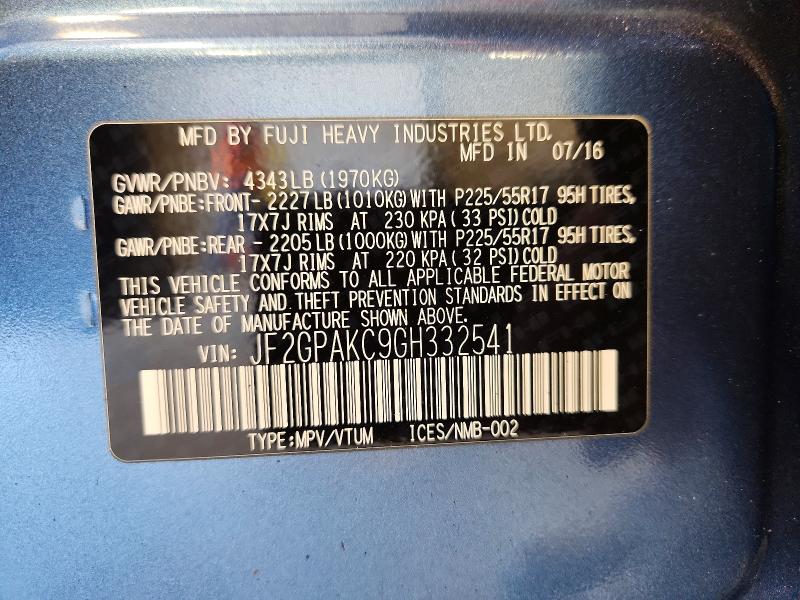 MFD BY FUJI HEAVY INDUSTRIES LTD.
MFD IN 07/16
GVWR/PNBV: 4343LB (1970KG)
GAWR/PNBE:FRONT- 2227LB (1010KG) WITH P225/55R17 95H TIRES,
17X7J RIMS AT 230 KPA ( 33 PSI) COLD
GAWR/PNBE:REAR - 2205LB (1000KG) WITH P225/55R17 95H TIRES,
17X7J RIMS AT 220 KPA ( 32 PSI) COLD
THIS VEHICLE CONFORMS TO ALL APPLICABLE FEDERAL MOTOR
VEHICLE SAFETY AND THEFT PREVENTION STANDARDS IN EFFECT ON
THE DATE OF MANUFACTURE SHOWN ABOVE.
VIN: JF2GPAKC9GH332541
TYPE:MPV/VTUM ICES/NMB-002